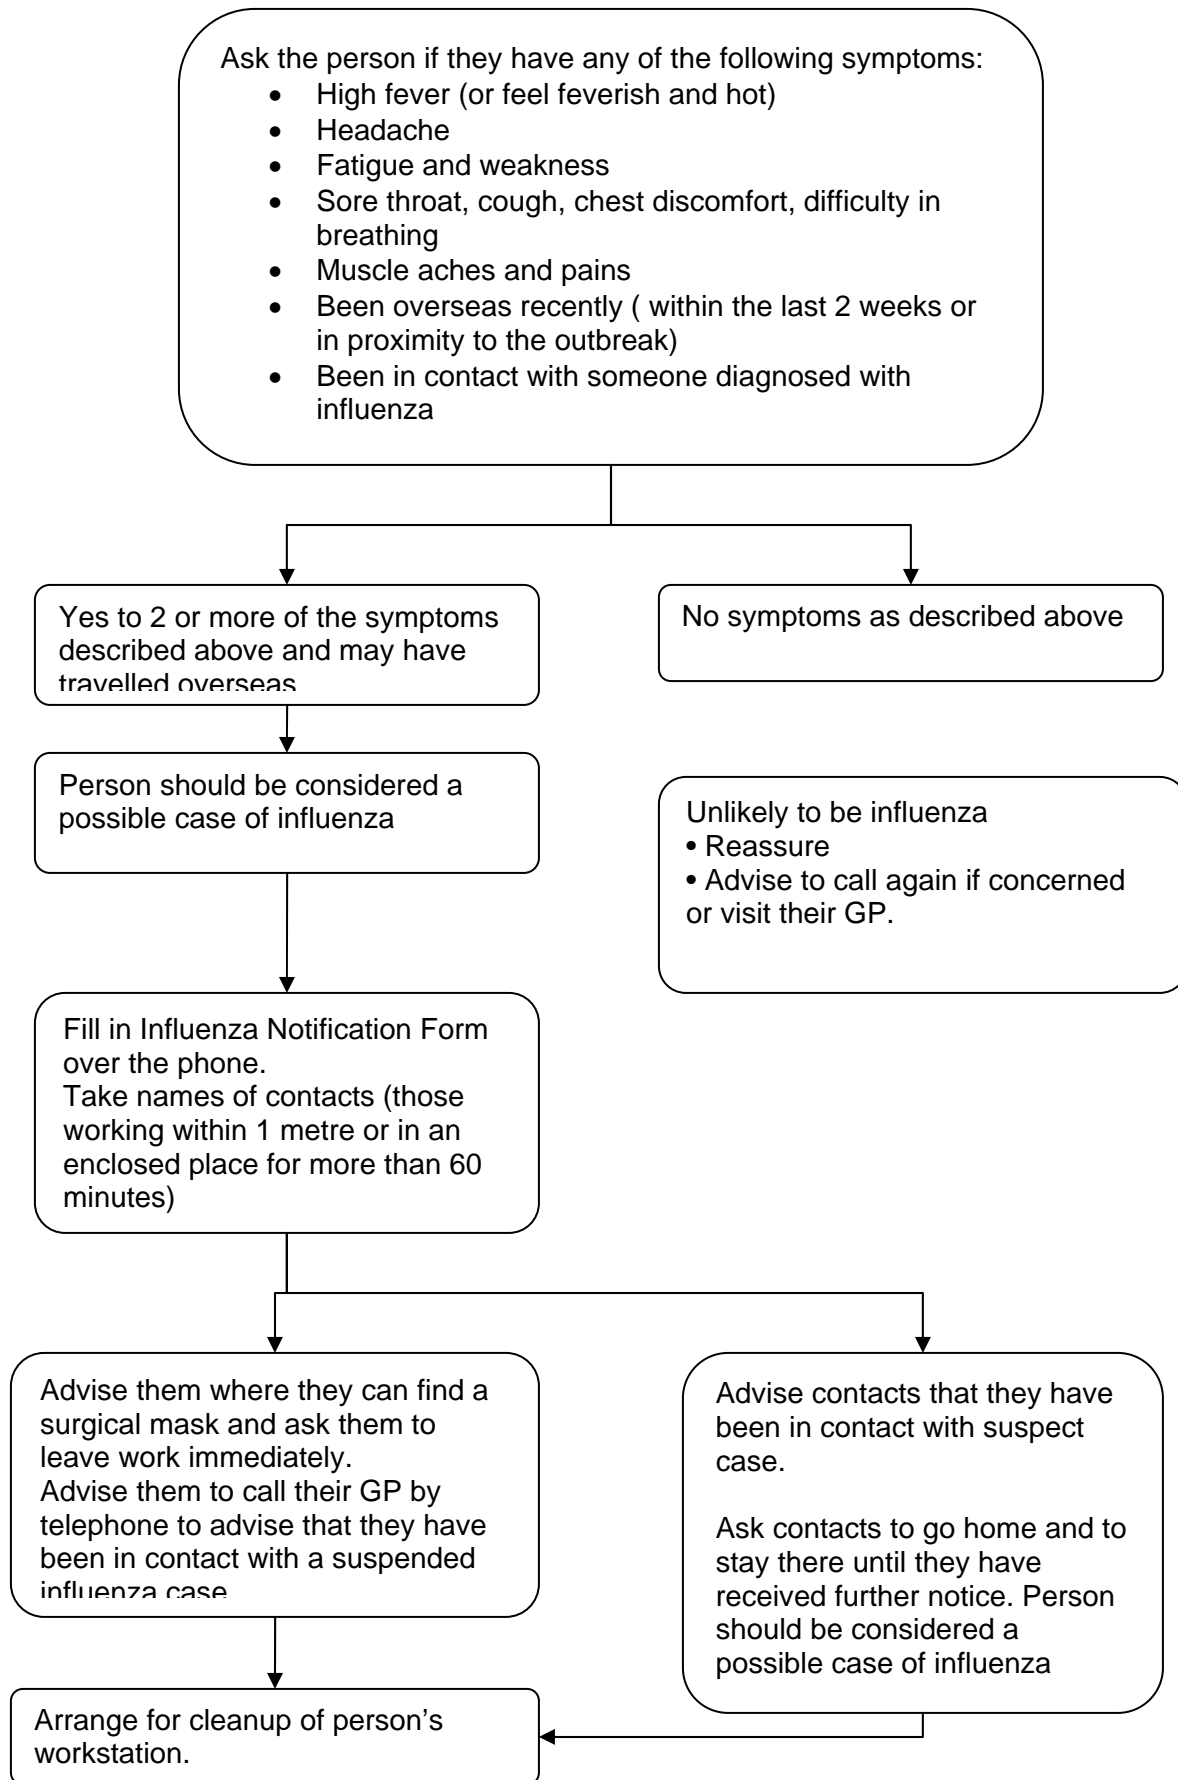 Ask the person if they have any of the following symptoms:
• High fever (or feel feverish and hot)
• Headache
• Fatigue and weakness
• Sore throat, cough, chest discomfort, difficulty in
breathing
• Muscle aches and pains
• Been overseas recently ( within the last 2 weeks or
in proximity to the outbreak)
• Been in contact with someone diagnosed with
influenza
Yes to 2 or more of the symptoms
described above and may have
travelled overseas
No symptoms as described above
Person should be considered a
possible case of influenza
Unlikely to be influenza
• Reassure
• Advise to call again if concerned
or visit their GP.
Fill in Influenza Notification Form
over the phone.
Take names of contacts (those
working within 1 metre or in an
enclosed place for more than 60
minutes)
Advise them where they can find a
surgical mask and ask them to
leave work immediately.
Advise them to call their GP by
telephone to advise that they have
been in contact with a suspended
influenza case
Advise contacts that they have
been in contact with suspect
case.
Ask contacts to go home and to
stay there until they have
received further notice. Person
should be considered a
possible case of influenza
Arrange for cleanup of person’s
workstation.